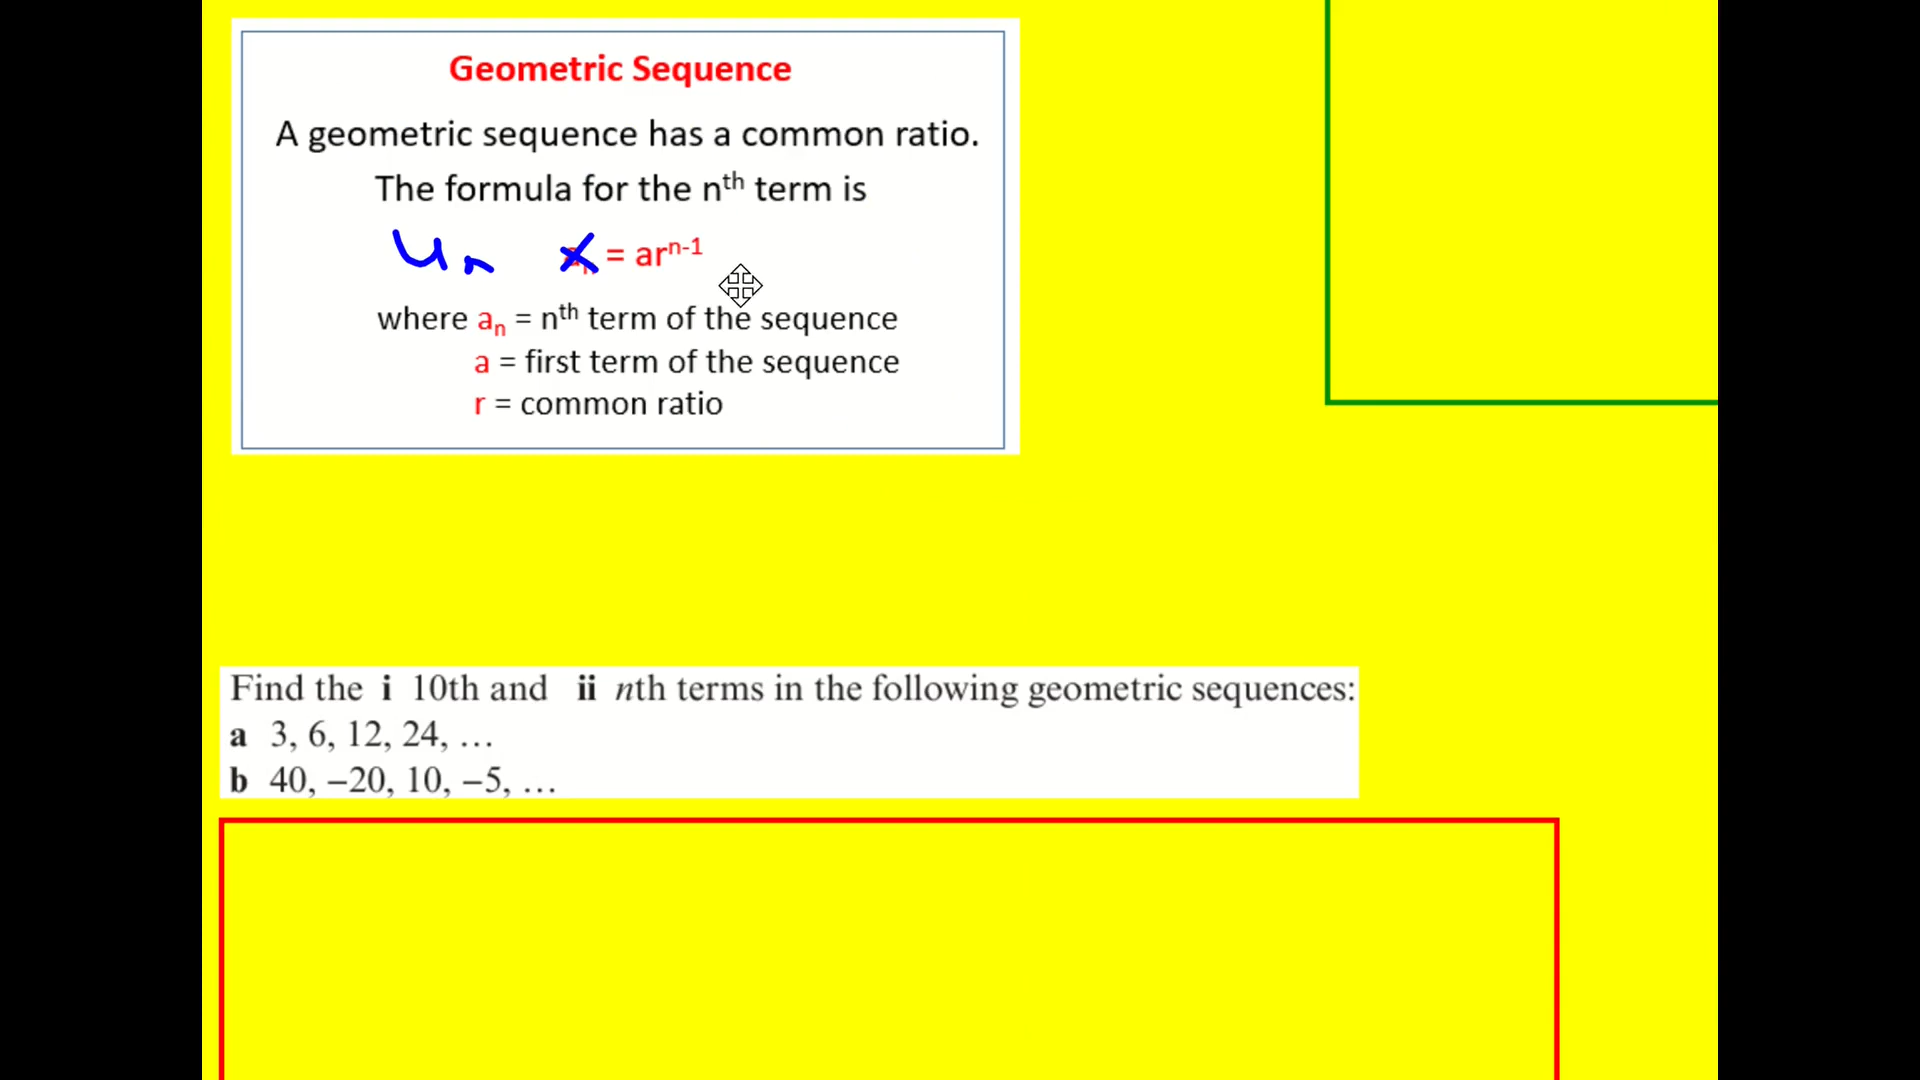 Geometric Sequence
A geometric sequence has a common ratio.
The formula for the nth term is
un = ar^n-1
where an = nth term of the sequence
a = first term of the sequence
r = common ratio
Find the i 10th and ii nth terms in the following geometric sequences:
a 3, 6, 12, 24, …
b 40, −20, 10, −5, …